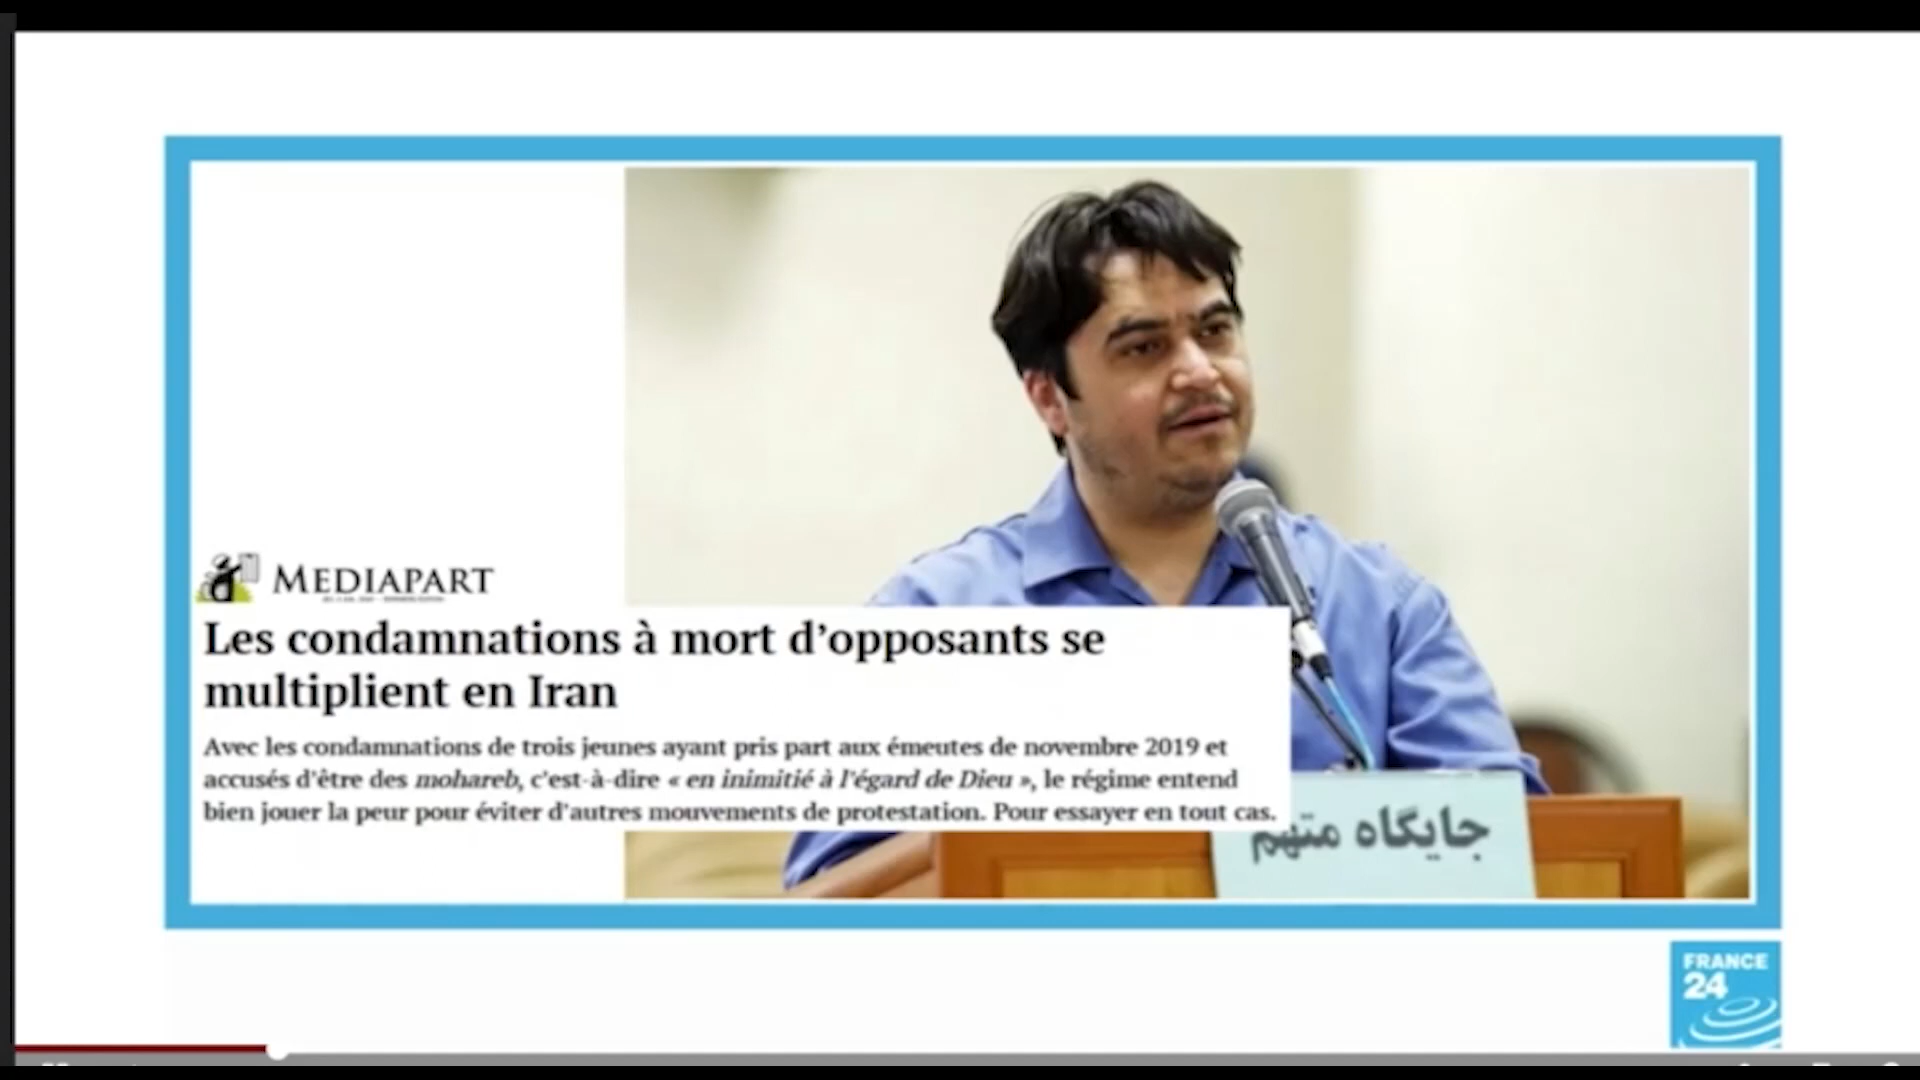 MEDIAPART
Les condamnations à mort d’opposants se
multiplient en Iran
Avec les condamnations de trois jeunes ayant pris part aux émeutes de novembre 2019 et
accusés d’être des mohareb, c’est-à-dire « en inimitié à l’égard de Dieu », le régime entend
bien jouer la peur pour éviter d’autres mouvements de protestation. Pour essayer en tout cas.
جایگاه متهم
FRANCE
24